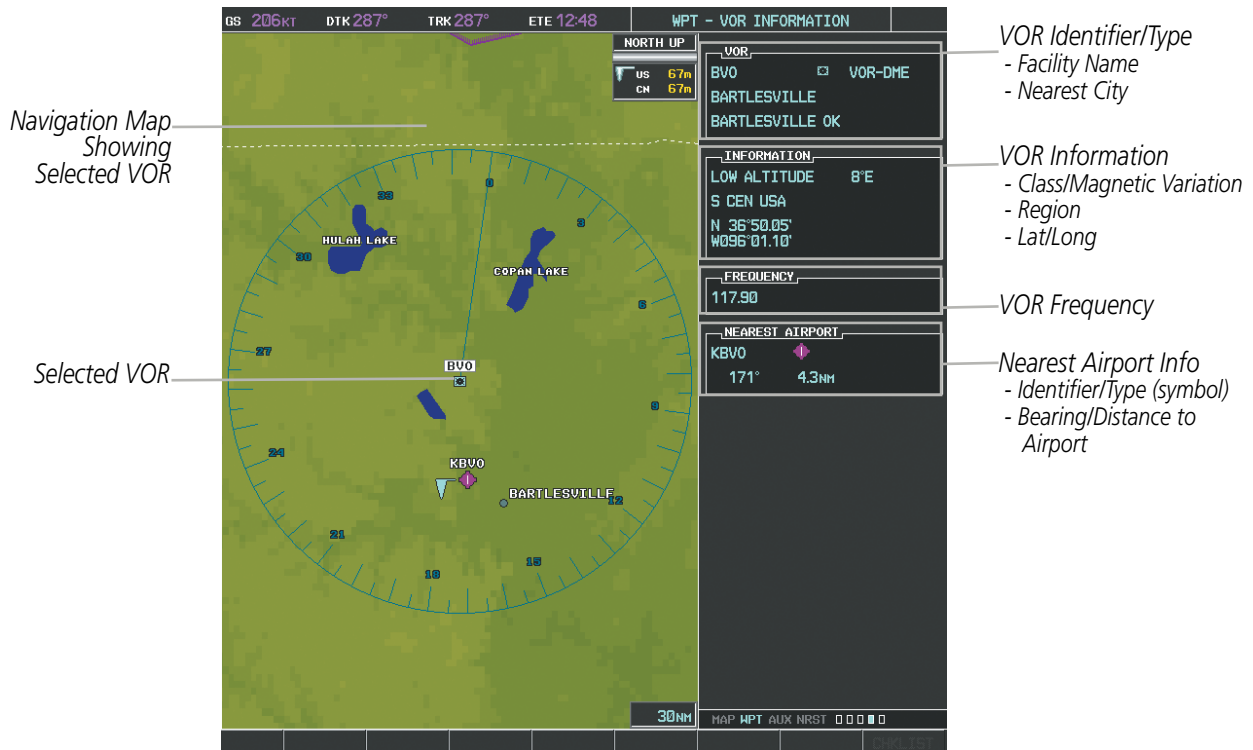 GS 206KT DTK 287° TRK 287° ETE 12:48 WPT - VOR INFORMATION
NORTH UP
US 67m
CN 67m
VOR
BVO VOR-DME
BARTLESVILLE
BARTLESVILLE OK
INFORMATION
LOW ALTITUDE 8°E
S CEN USA
N 36°50.05'
W096°01.10'
FREQUENCY
117.90
NEAREST AIRPORT
KBVO
171° 4.3NM
Navigation Map
Showing
Selected VOR
Selected VOR
VOR Identifier/Type
- Facility Name
- Nearest City
VOR Information
- Class/Magnetic Variation
- Region
- Lat/Long
VOR Frequency
Nearest Airport Info
- Identifier/Type (symbol)
- Bearing/Distance to
Airport
0
3
6
9
12
15
18
21
24
27
30
33
HULAH LAKE
COPAN LAKE
BVO
KBVO
BARTLESVILLE
30NM
MAP WPT AUX NRST
CHKLIST